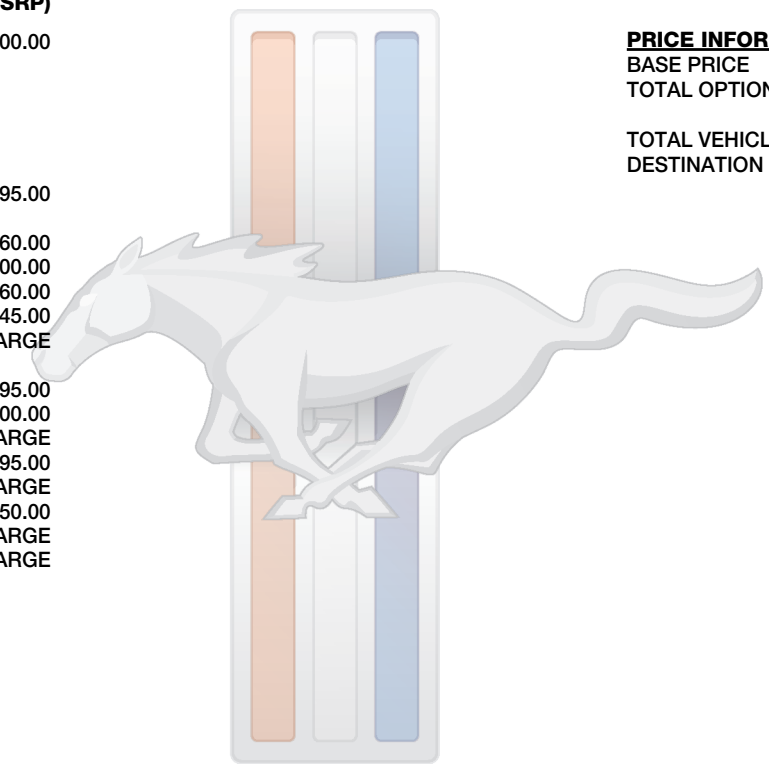 SRP)
00.00
95.00
60.00
00.00
60.00
45.00
ARGE
95.00
00.00
ARGE
95.00
ARGE
50.00
ARGE
ARGE
PRICE INFOR
BASE PRICE
TOTAL OPTION
TOTAL VEHICL
DESTINATION